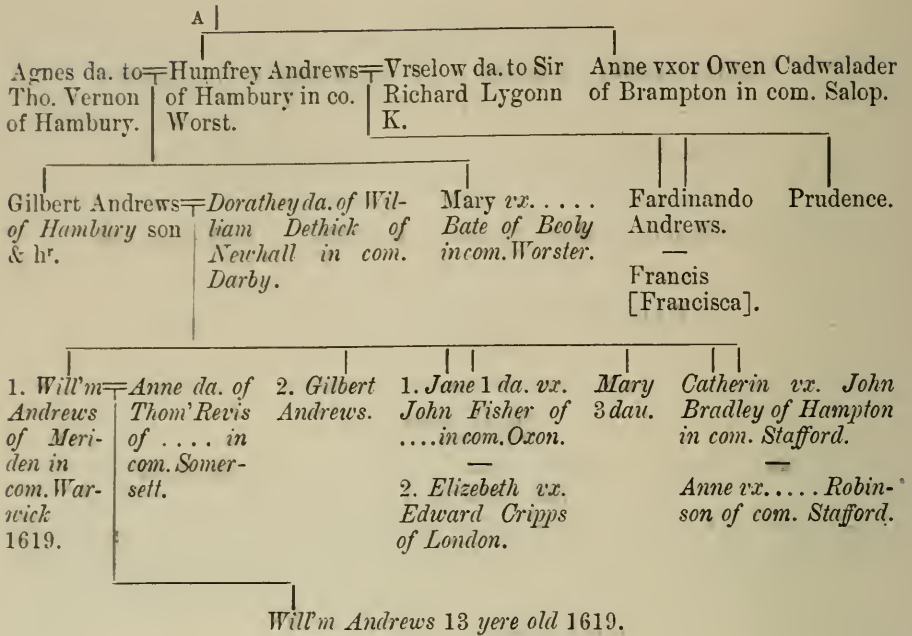 A
Agnes da. to
Tho. Vernon
of Hambury.
Humfrey Andrews
of Hambury in co.
Worst.
Vrselow da. to Sir
Richard Lygonn
K.
Anne vxor Owen Cadwalader
of Brampton in com. Salop.
Gilbert Andrews
of Hambury son
& hr.
Dorathey da. of Wil-
liam Dethick of
Newhall in com.
Darby.
Mary vx. . . . . .
Bate of Beoly
in com. Worster.
Fardinando
Andrews.
—
Francis
[Francisca].
Prudence.
1. Will'm
Andrews
of Meri-
den in
com. War-
wick
1619.
Anne da. of
Thom' Revis
of . . . . in
com. Somer-
sett.
2. Gilbert
Andrews.
1. Jane 1 da. vx.
John Fisher of
. . . . in com. Oxon.
—
2. Elizebeth vx.
Edward Cripps
of London.
Mary
3 dau.
Catherin vx. John
Bradley of Hampton
in com. Stafford.
—
Anne vx. . . . . Robin-
son of com. Stafford.
Will'm Andrews 13 yere old 1619.